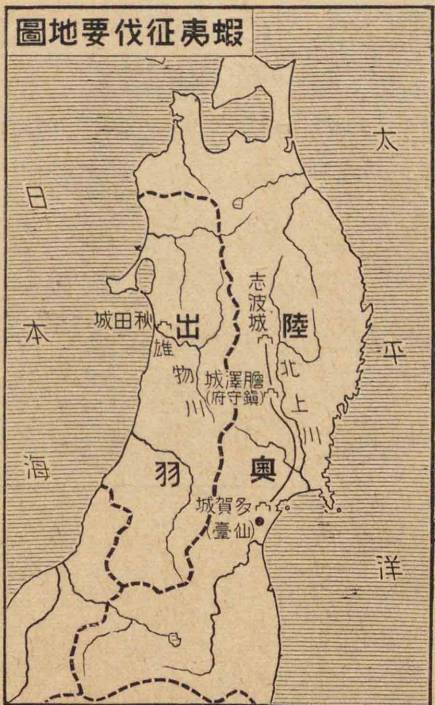 蝦夷征伐要地圖
太平洋
日本海
陸奥
出羽
志波城
北上川
秋田城
雄物川
膽澤城
(鎮守府)
多賀城
(仙臺)